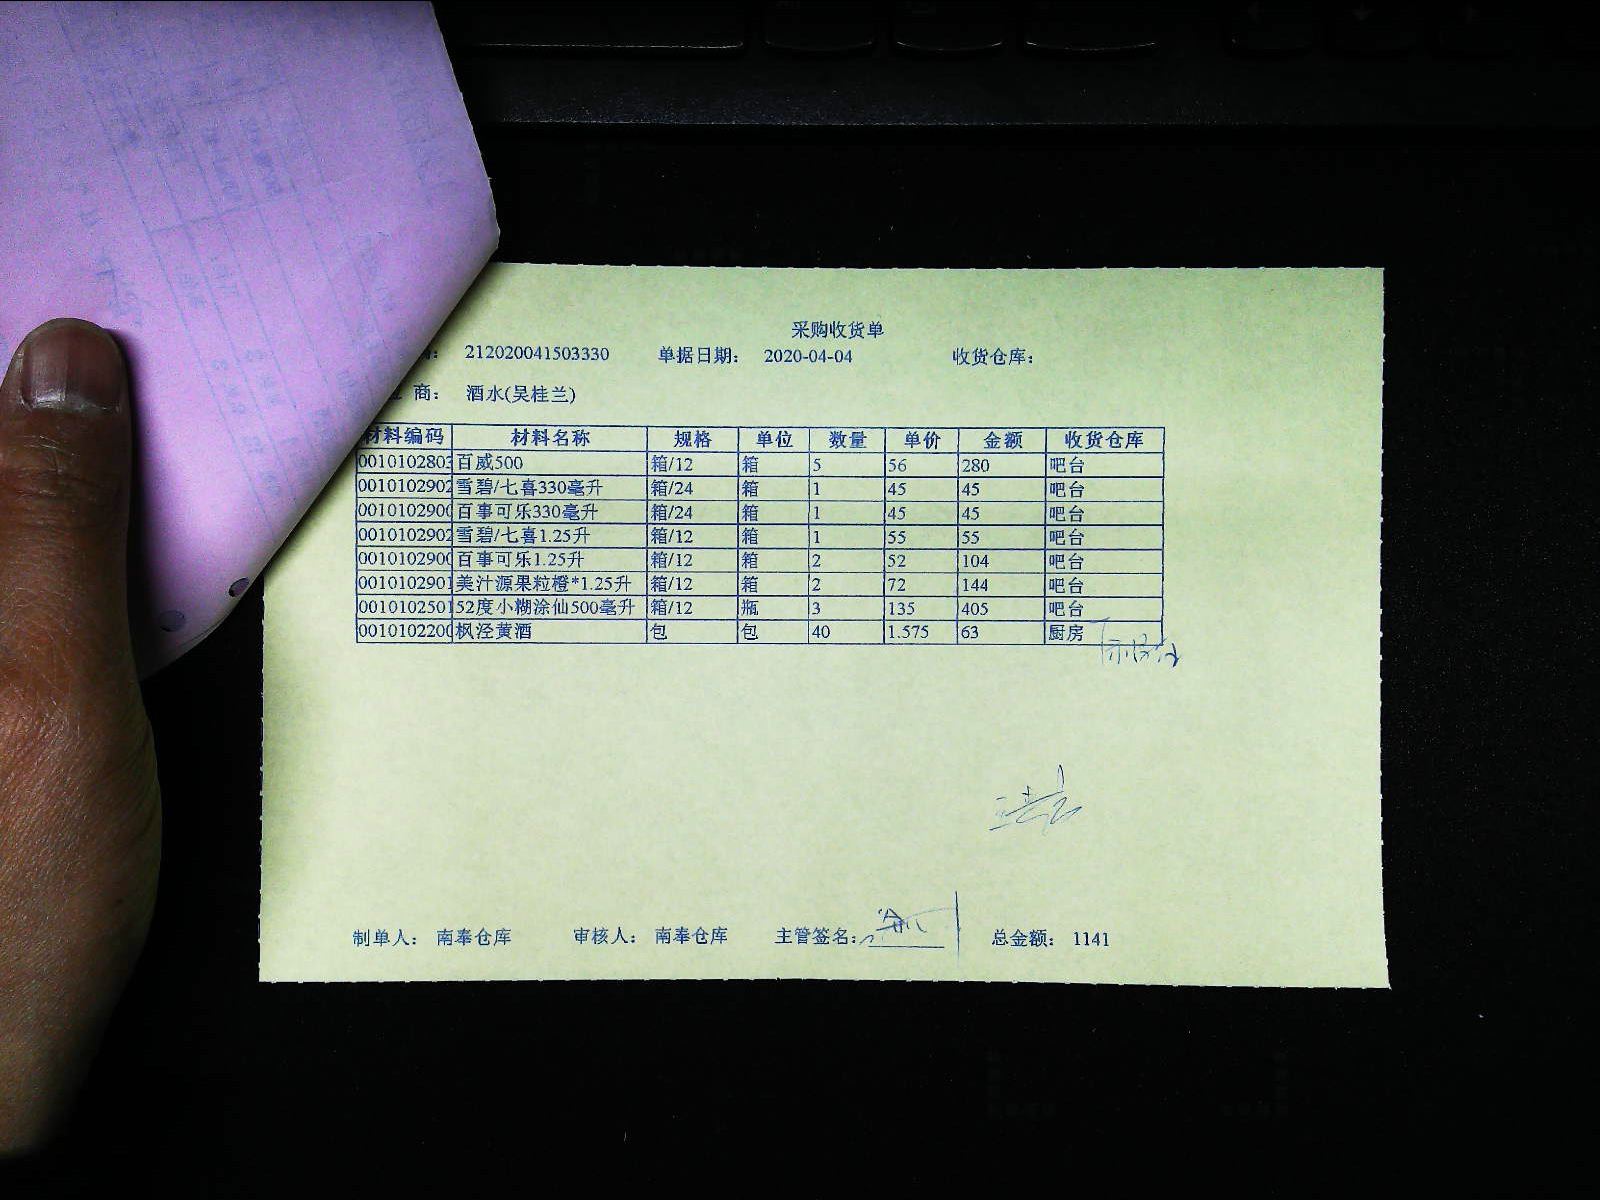 采购收货单
212020041503330 单据日期： 2020-04-04 收货仓库：
商： 酒水(吴桂兰)
材料编码 材料名称 规格 单位 数量 单价 金额 收货仓库
0010102803 百威500 箱/12 箱 5 56 280 吧台
0010102902 雪碧/七喜330毫升 箱/24 箱 1 45 45 吧台
0010102900 百事可乐330毫升 箱/24 箱 1 45 45 吧台
0010102902 雪碧/七喜1.25升 箱/12 箱 1 55 55 吧台
0010102900 百事可乐1.25升 箱/12 箱 2 52 104 吧台
0010102901 美汁源果粒橙*1.25升 箱/12 箱 2 72 144 吧台
0010102501 52度小糊涂仙500毫升 箱/12 瓶 3 135 405 吧台
0010102200 枫泾黄酒 包 包 40 1.575 63 厨房
制单人： 南奉仓库 审核人： 南奉仓库 主管签名： 总金额： 1141